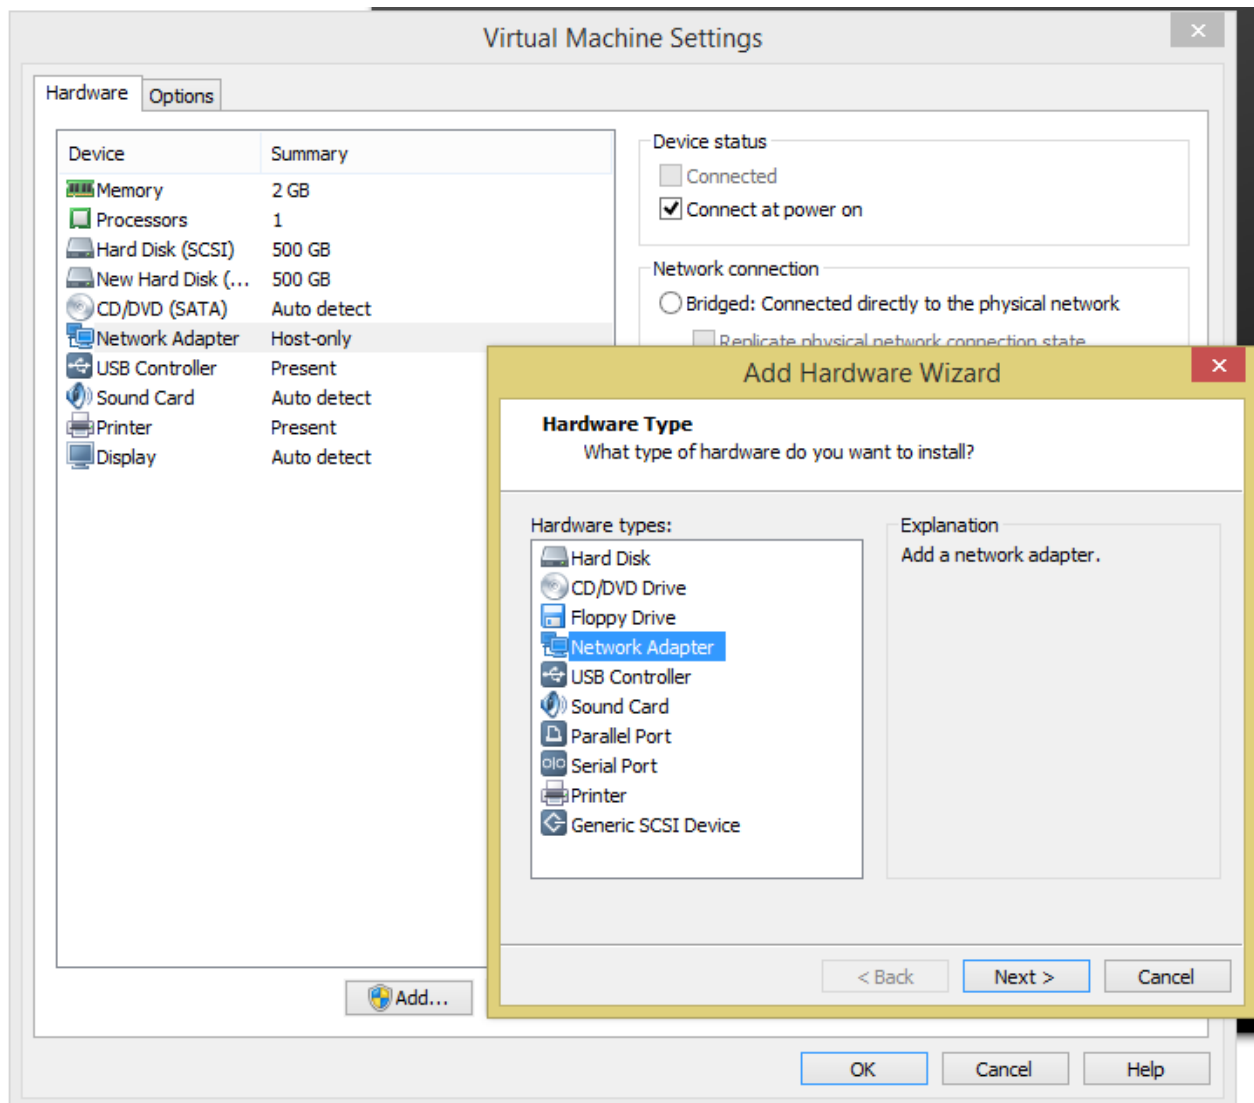 Virtual Machine Settings
Hardware
Options
Device Summary
Memory 2 GB
Processors 1
Hard Disk (SCSI) 500 GB
New Hard Disk (... 500 GB
CD/DVD (SATA) Auto detect
Network Adapter Host-only
USB Controller Present
Sound Card Auto detect
Printer Present
Display Auto detect
Add...
Device status
Connected
Connect at power on
Network connection
Bridged: Connected directly to the physical network
Replicate physical network connection state
Add Hardware Wizard
Hardware Type
What type of hardware do you want to install?
Hardware types:
Hard Disk
CD/DVD Drive
Floppy Drive
Network Adapter
USB Controller
Sound Card
Parallel Port
Serial Port
Printer
Generic SCSI Device
Explanation
Add a network adapter.
< Back Next > Cancel
OK Cancel Help